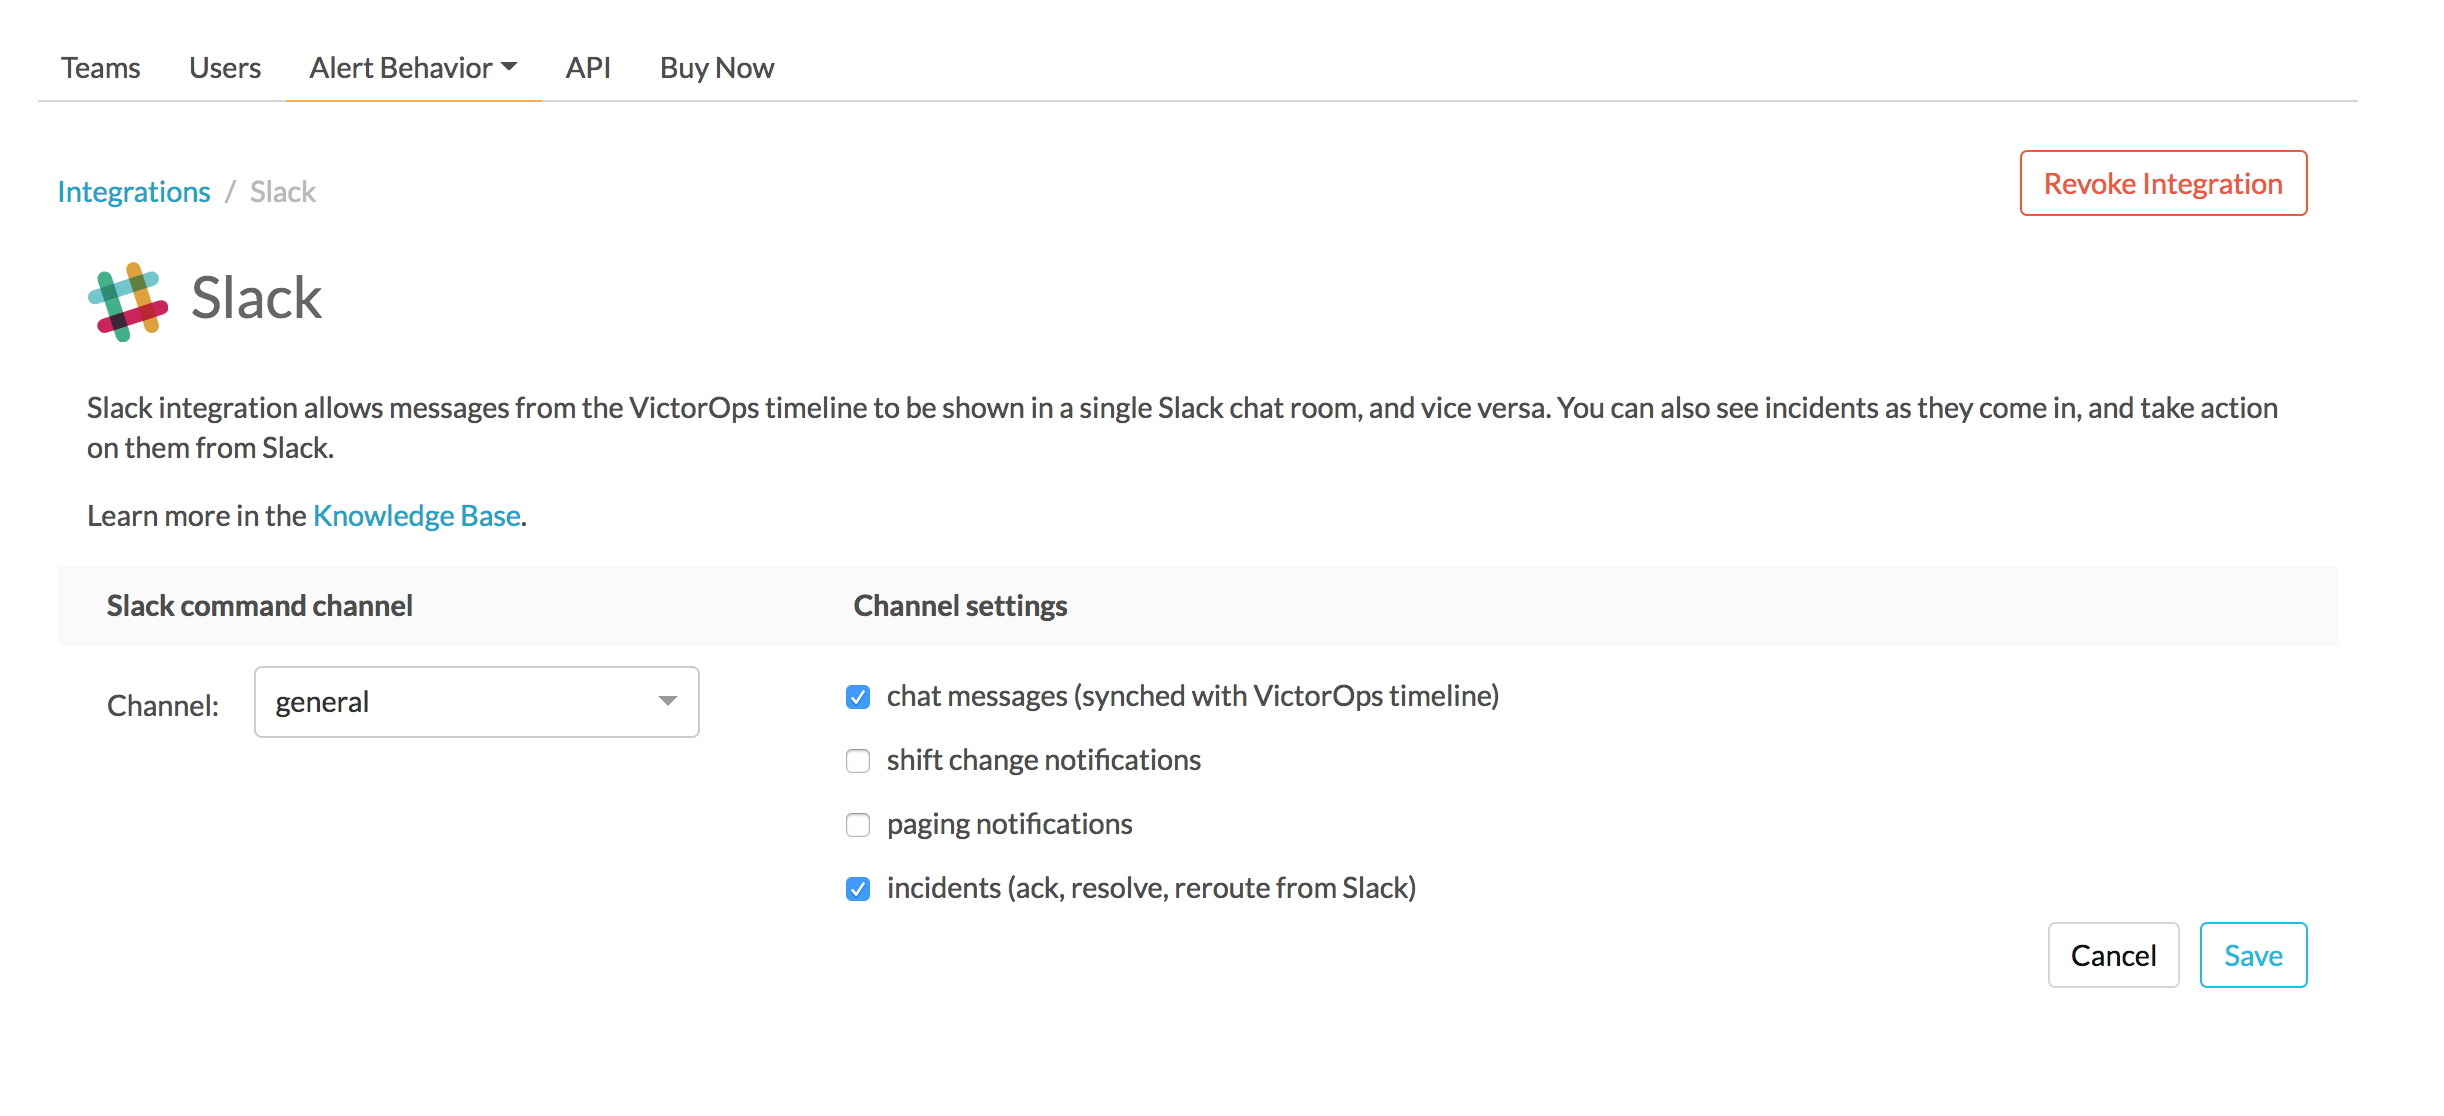 Teams Users Alert Behavior API Buy Now
Integrations / Slack
Revoke Integration
Slack
Slack integration allows messages from the VictorOps timeline to be shown in a single Slack chat room, and vice versa. You can also see incidents as they come in, and take action
on them from Slack.
Learn more in the Knowledge Base.
Slack command channel
Channel settings
Channel: general
chat messages (synched with VictorOps timeline)
shift change notifications
paging notifications
incidents (ack, resolve, reroute from Slack)
Cancel Save